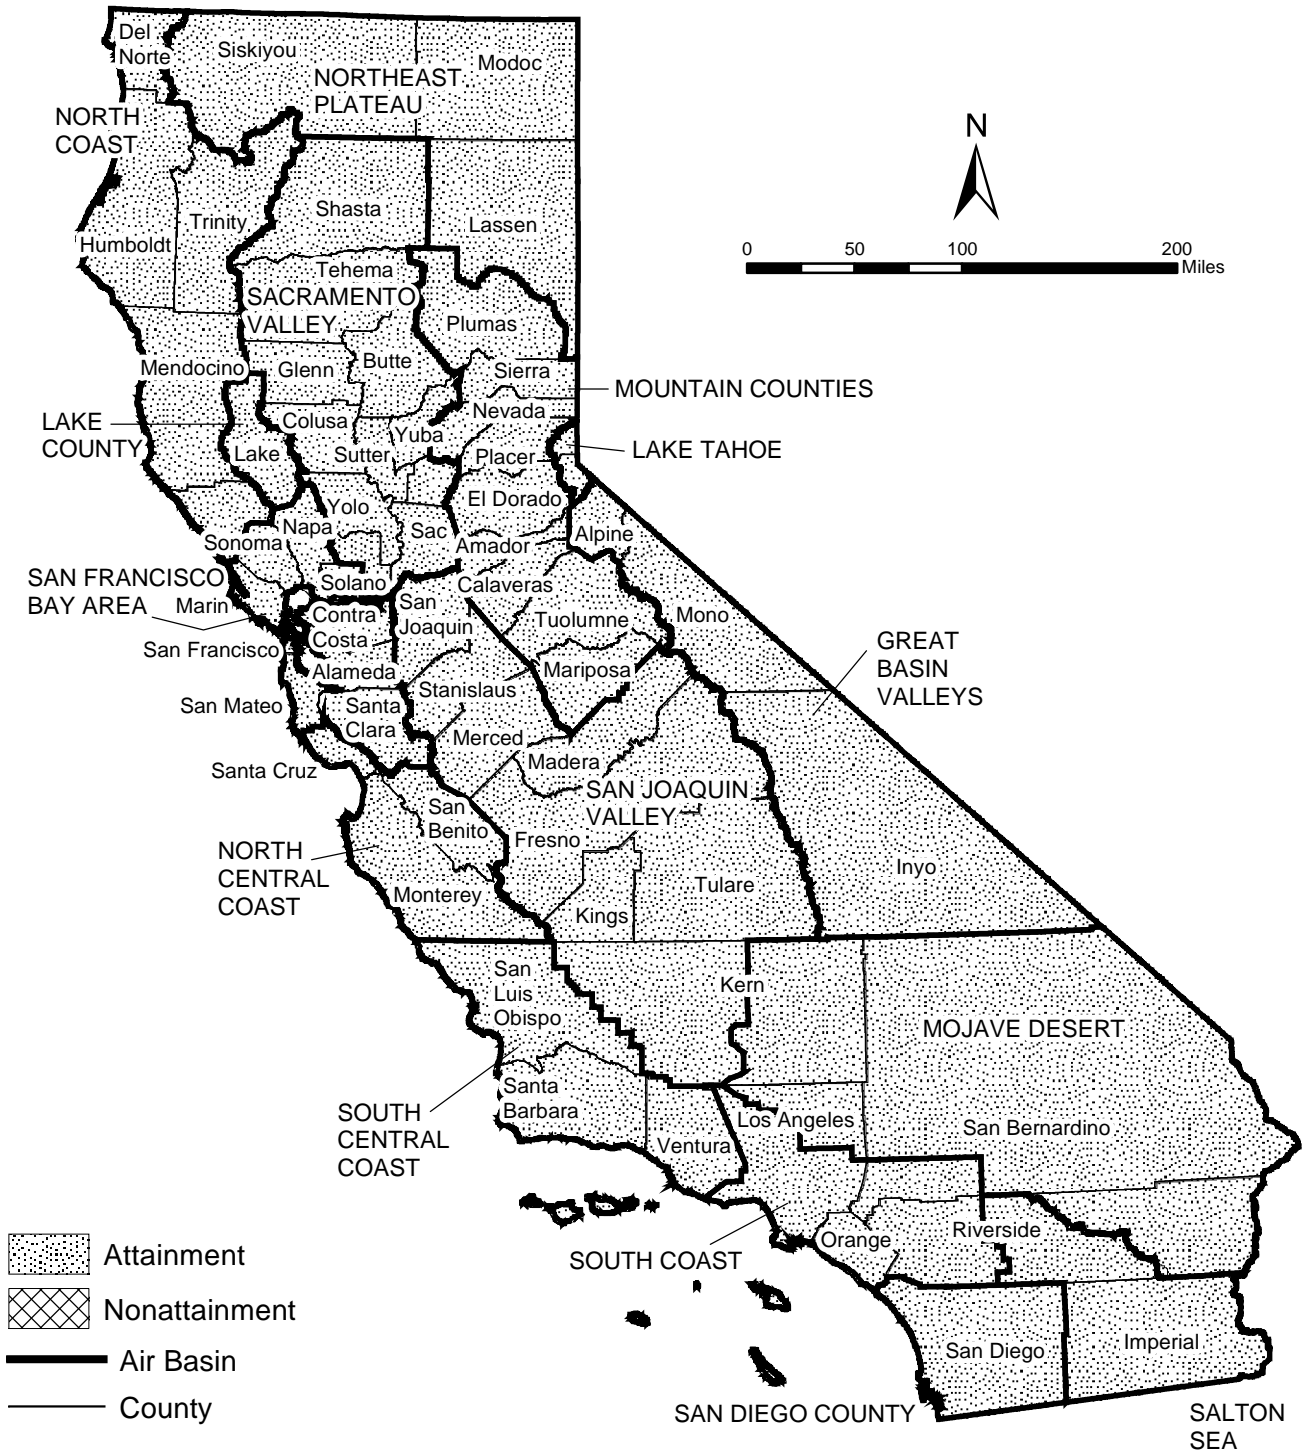 Del
Norte
Siskiyou
Modoc
NORTHEAST
PLATEAU
NORTH
COAST
N
Trinity
Shasta
Lassen
Humboldt
0 50 100 200
Miles
Tehema
SACRAMENTO
VALLEY
Plumas
Mendocino
Glenn
Butte
Sierra
MOUNTAIN COUNTIES
Nevada
LAKE
COUNTY
Colusa
Yuba
Lake
Sutter
Placer
LAKE TAHOE
El Dorado
Yolo
Napa
Sac
Alpine
Sonoma
Amador
SAN FRANCISCO
BAY AREA
Solano
Calaveras
Marin
Contra
Costa
San
Joaquin
Tuolumne
Mono
San Francisco
Alameda
Mariposa
GREAT
BASIN
VALLEYS
Stanislaus
San Mateo
Santa
Clara
Merced
Santa Cruz
Madera
SAN JOAQUIN
VALLEY
San
Benito
Fresno
NORTH
CENTRAL
COAST
Inyo
Monterey
Tulare
Kings
San
Luis
Obispo
Kern
MOJAVE DESERT
Santa
Barbara
SOUTH
CENTRAL
COAST
Los Angeles
San Bernardino
Ventura
Riverside
Orange
SOUTH COAST
San Diego
Imperial
SAN DIEGO COUNTY
SALTON
SEA
Attainment
Nonattainment
Air Basin
County